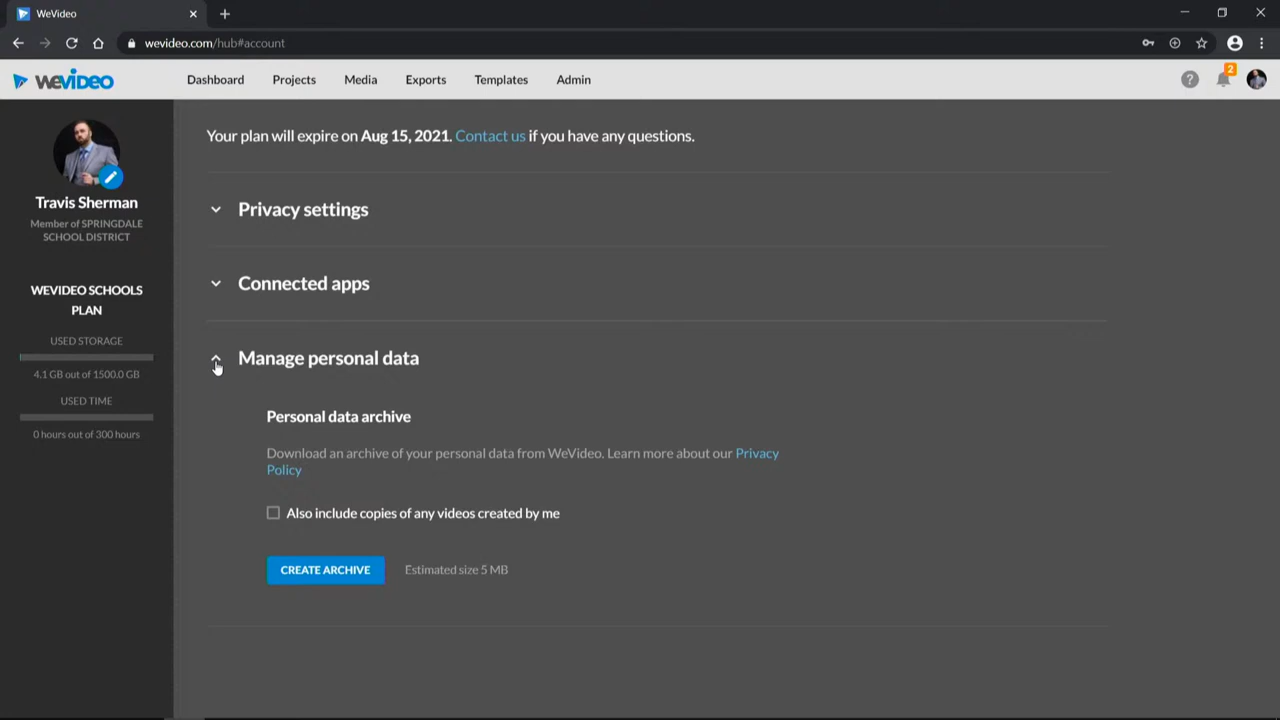 WeVideo
wevideo.com/hub#account
WEVIDEO
Dashboard
Projects
Media
Exports
Templates
Admin
2
Travis Sherman
Member of SPRINGDALE
SCHOOL DISTRICT
WEVIDEO SCHOOLS
PLAN
USED STORAGE
4.1 GB out of 1500.0 GB
USED TIME
0 hours out of 300 hours
Your plan will expire on Aug 15, 2021. Contact us if you have any questions.
Privacy settings
Connected apps
Manage personal data
Personal data archive
Download an archive of your personal data from WeVideo. Learn more about our Privacy
Policy
Also include copies of any videos created by me
CREATE ARCHIVE
Estimated size 5 MB